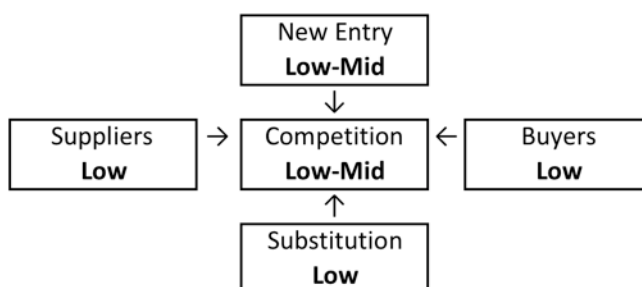 New Entry
Low-Mid
Suppliers
Low
Competition
Low-Mid
Buyers
Low
Substitution
Low